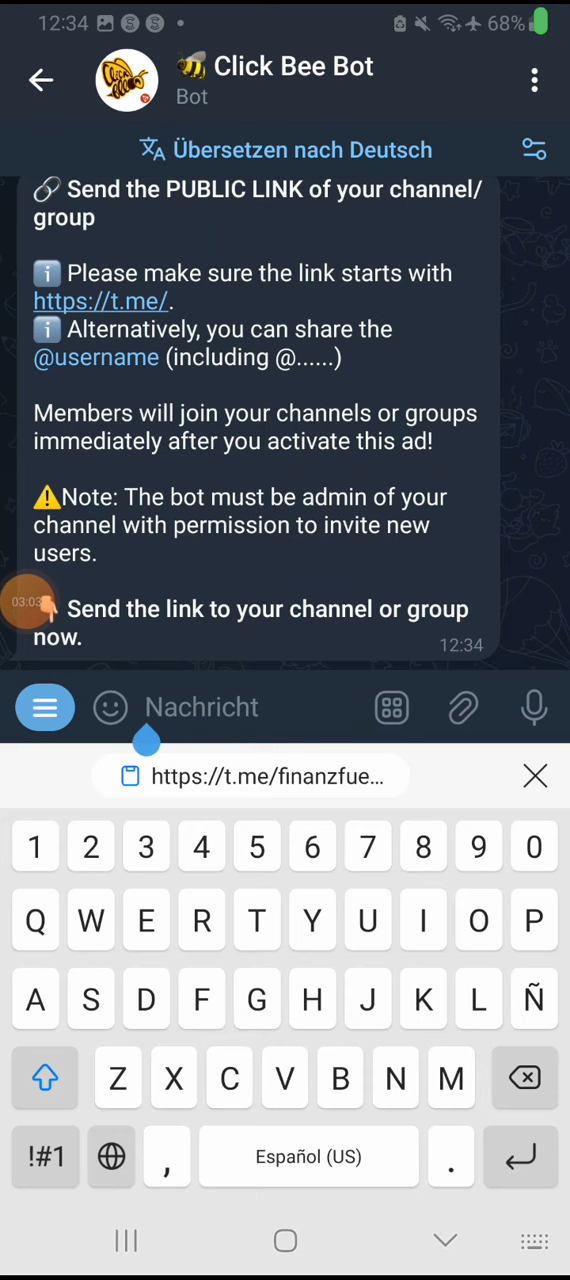 12:34
68%
🐝 Click Bee Bot
Bot
Übersetzen nach Deutsch
🔗 Send the PUBLIC LINK of your channel/
group
ℹ️ Please make sure the link starts with
https://t.me/.
ℹ️ Alternatively, you can share the
@username (including @......)
Members will join your channels or groups
immediately after you activate this ad!
⚠️Note: The bot must be admin of your
channel with permission to invite new
users.
03:03
👇 Send the link to your channel or group
now.
12:34
Nachricht
https://t.me/finanzfue...
1 2 3 4 5 6 7 8 9 0
Q W E R T Y U I O P
A S D F G H J K L Ñ
Z X C V B N M
!#1 , Español (US) .